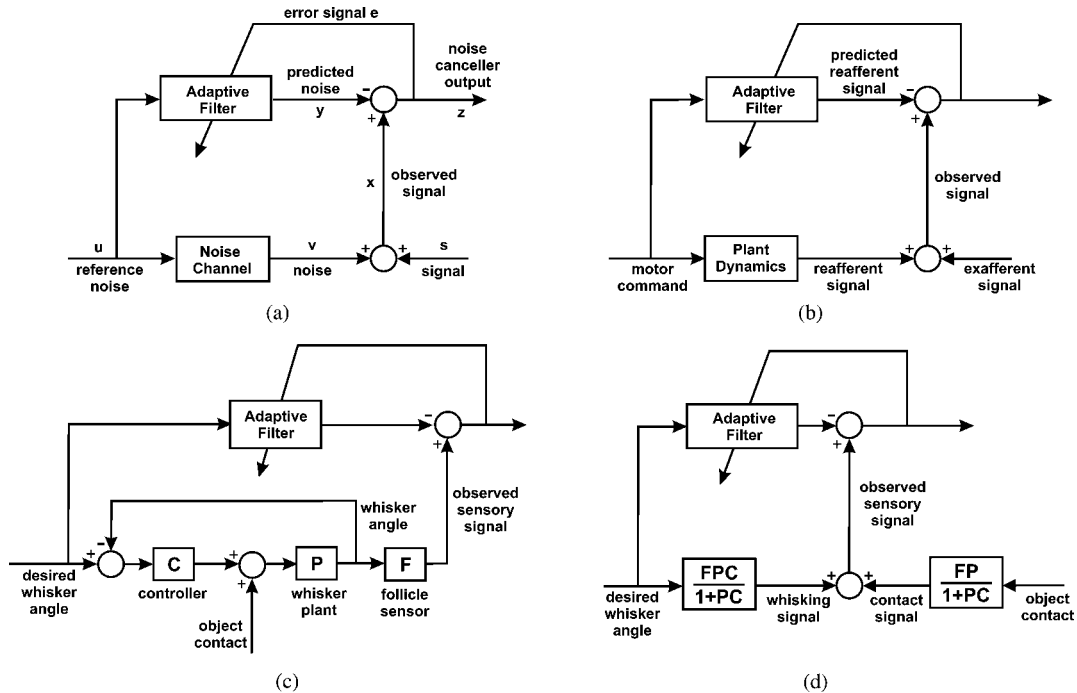 error signal e
Adaptive
Filter
predicted
noise
y
-
+
noise
canceller
output
z
x
observed
signal
u
reference
noise
Noise
Channel
v
noise
+
+
s
signal
(a)
Adaptive
Filter
predicted
reafferent
signal
-
+
observed
signal
motor
command
Plant
Dynamics
reafferent
signal
+
+
exafferent
signal
(b)
Adaptive
Filter
-
+
observed
sensory
signal
whisker
angle
-
+
desired
whisker
angle
C
controller
+
+
object
contact
P
whisker
plant
F
follicle
sensor
(c)
Adaptive
Filter
-
+
observed
sensory
signal
desired
whisker
angle
FPC
1+PC
whisking
signal
+
+
contact
signal
FP
1+PC
object
contact
(d)